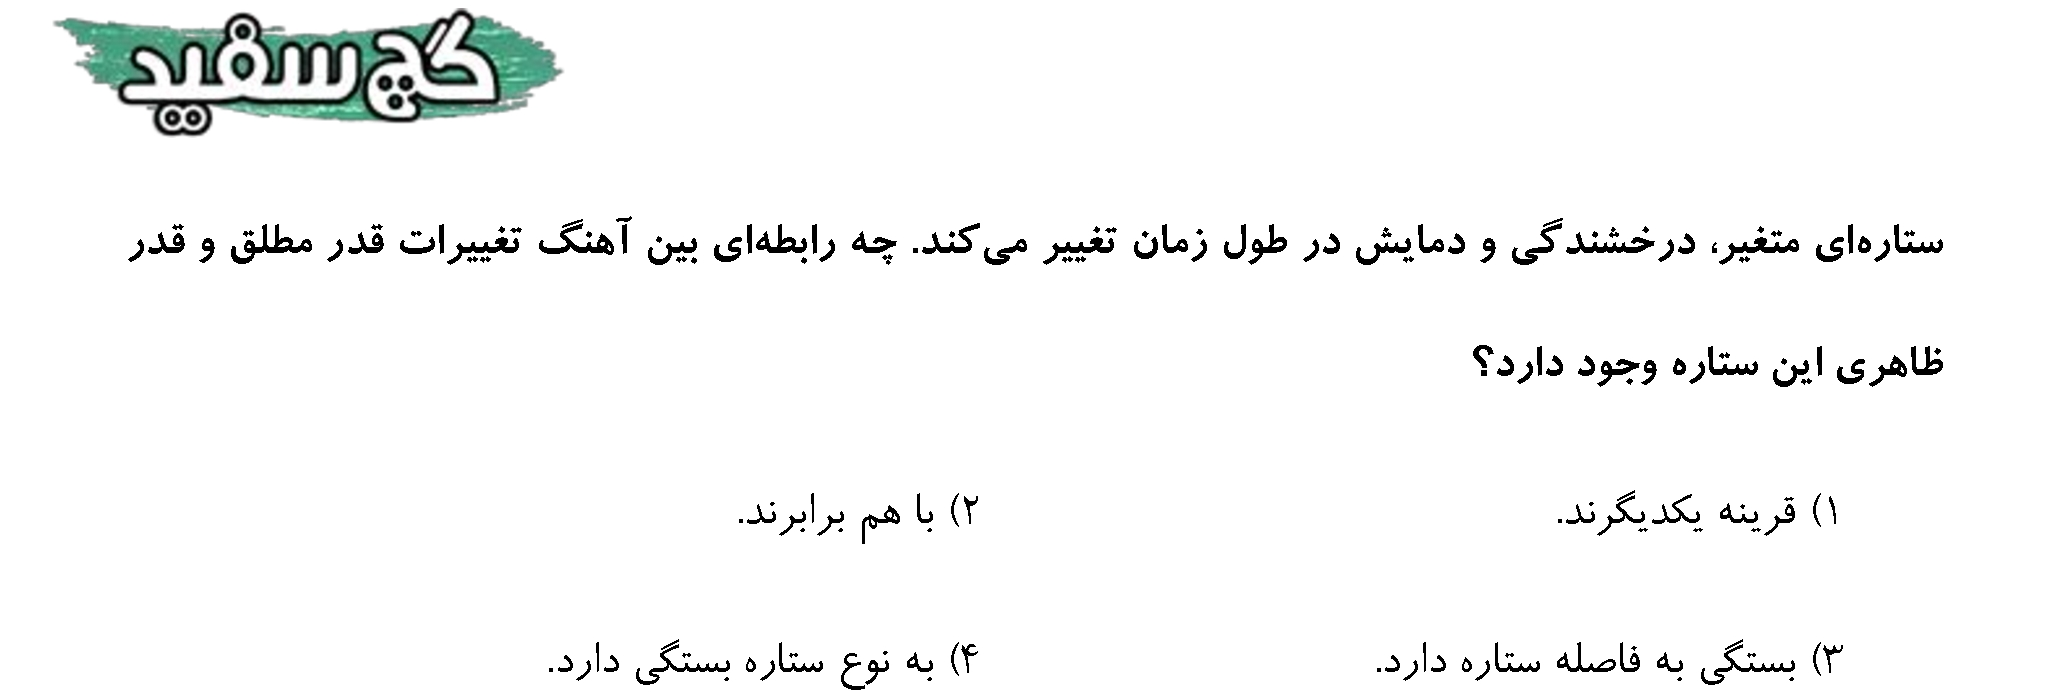 گچ سفید
ستاره‌ای متغیر، درخشندگی و دمایش در طول زمان تغییر می‌کند. چه رابطه‌ای بین آهنگ تغییرات قدر مطلق و قدر
ظاهری این ستاره وجود دارد؟
۱) قرینه یکدیگرند. ۲) با هم برابرند.
۳) بستگی به فاصله ستاره دارد. ۴) به نوع ستاره بستگی دارد.